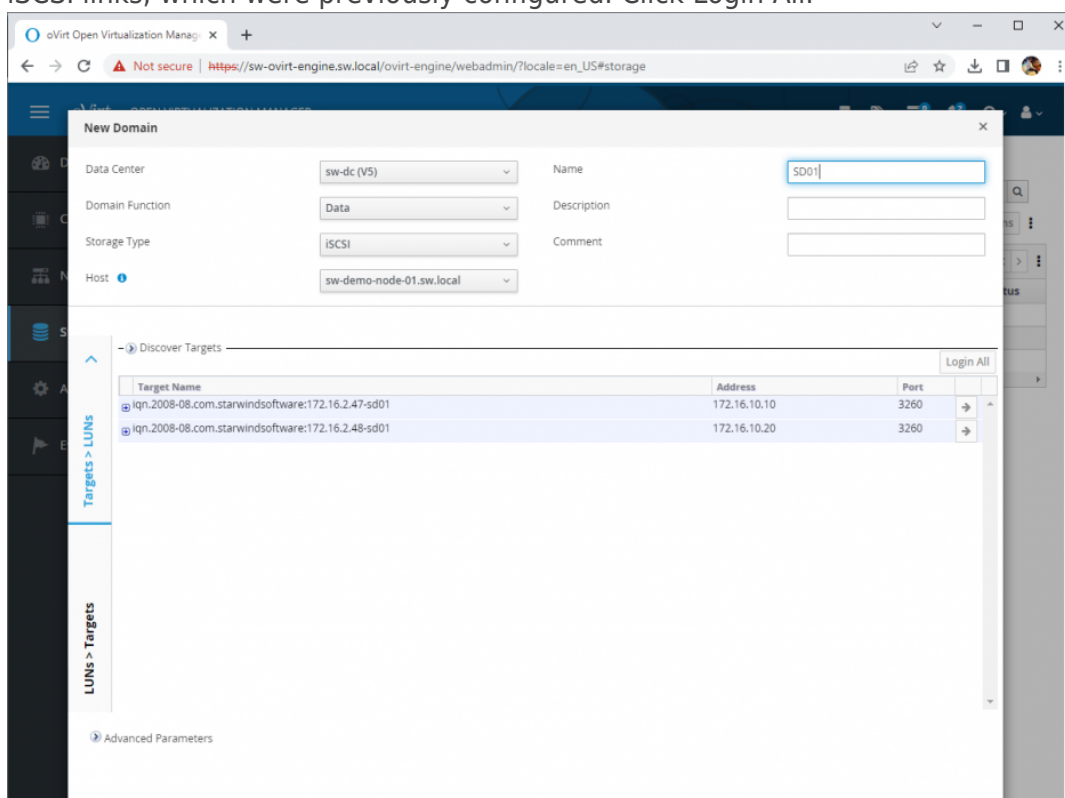 iSCSI links, which were previously configured. Click Login All.
oVirt Open Virtualization Manag
Not secure | https://sw-ovirt-engine.sw.local/ovirt-engine/webadmin/?locale=en_US#storage
New Domain
Data Center
sw-dc (V5)
Name
SD01
Domain Function
Data
Description
Storage Type
iSCSI
Comment
Host
sw-demo-node-01.sw.local
tus
Discover Targets
Login All
Target Name Address Port
iqn.2008-08.com.starwindsoftware:172.16.2.47-sd01 172.16.10.10 3260
iqn.2008-08.com.starwindsoftware:172.16.2.48-sd01 172.16.10.20 3260
Targets > LUNs
LUNs > Targets
Advanced Parameters